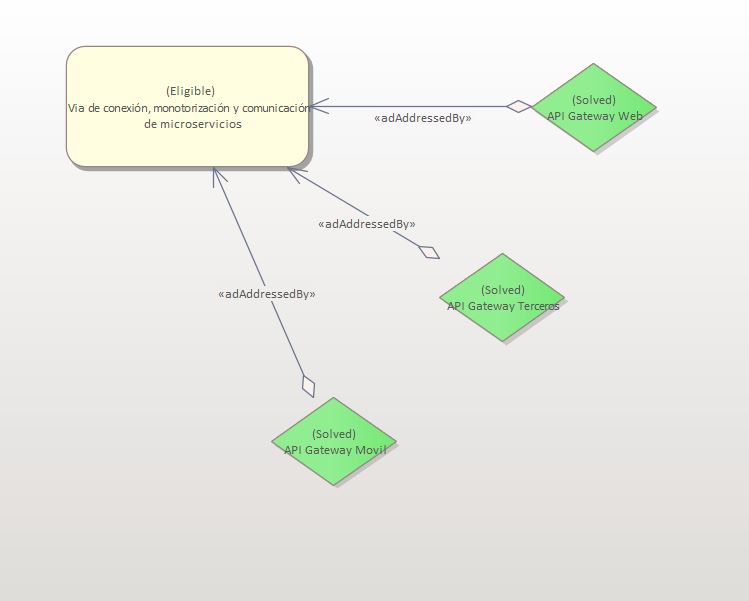 (Eligible)
Via de conexión, monotorización y comunicación
de microservicios
(Solved)
API Gateway Web
«adAddressedBy»
«adAddressedBy»
(Solved)
API Gateway Terceros
«adAddressedBy»
(Solved)
API Gateway Movil